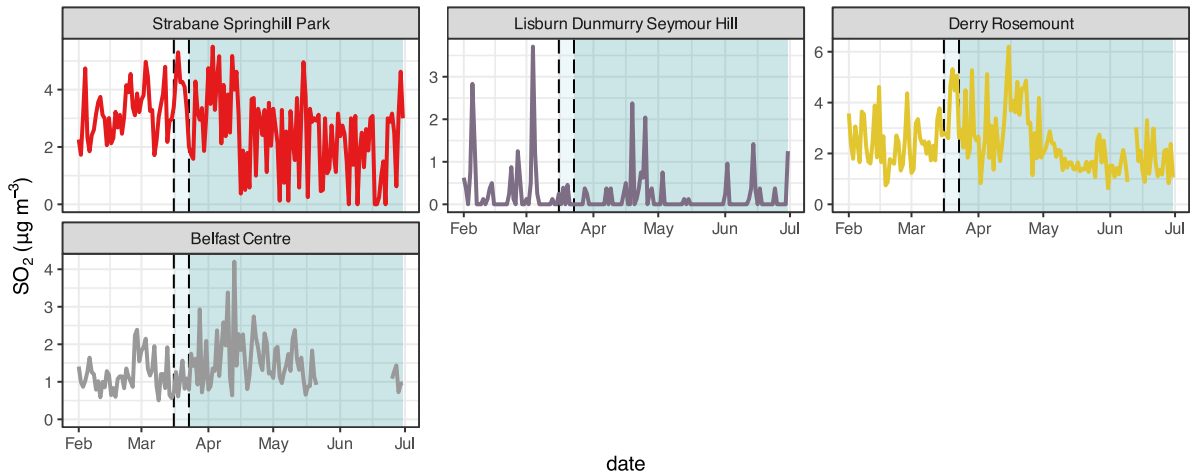 Strabane Springhill Park
Lisburn Dunmurry Seymour Hill
Derry Rosemount
4
2
0
3
2
1
0
Feb Mar Apr May Jun Jul
6
4
2
0
Feb Mar Apr May Jun Jul
SO₂ (µg m⁻³)
Belfast Centre
4
3
2
1
0
Feb Mar Apr May Jun Jul
date